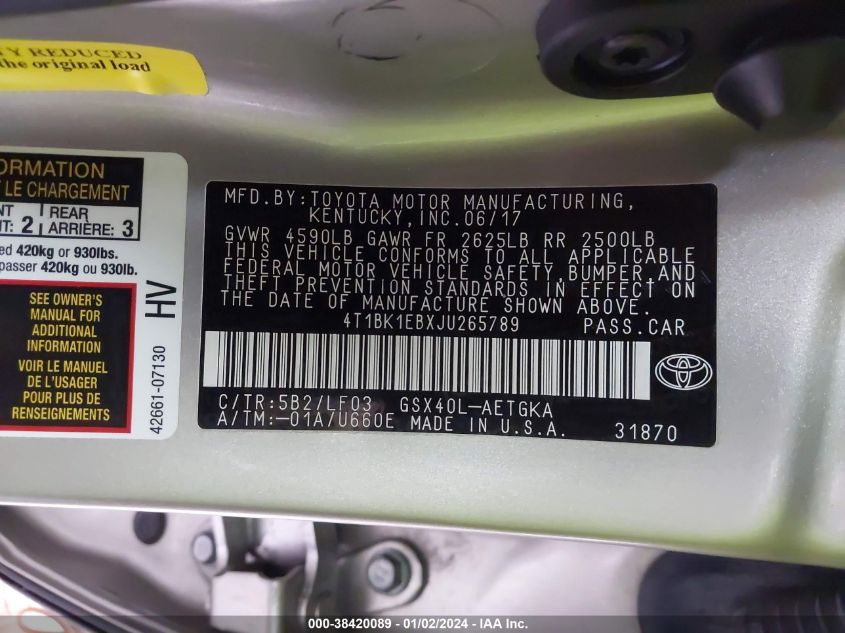 TY REDUCED
the original load
ORMATION
LE CHARGEMENT
REAR
2 ARRIÈRE: 3
420kg or 930lbs.
passer 420kg ou 930lb.
SEE OWNER'S
MANUAL FOR
ADDITIONAL
INFORMATION
VOIR LE MANUEL
DE L'USAGER
POUR PLUS DE
RENSEIGNEMENTS
HV
42661-07130
MFD.BY:TOYOTA MOTOR MANUFACTURING,
KENTUCKY, INC.06/17
GVWR 4590LB GAWR FR 2625LB RR 2500LB
THIS VEHICLE CONFORMS TO ALL APPLICABLE
FEDERAL MOTOR VEHICLE SAFETY, BUMPER, AND
THEFT PREVENTION STANDARDS IN EFFECT ON
THE DATE OF MANUFACTURE SHOWN ABOVE.
4T1BK1EBXJU265789 PASS.CAR
C/TR:5B2/LF03 GSX40L-AETGKA
A/TM:-01A/U660E MADE IN U.S.A. 31870
000-38420089 - 01/02/2024 - IAA Inc.